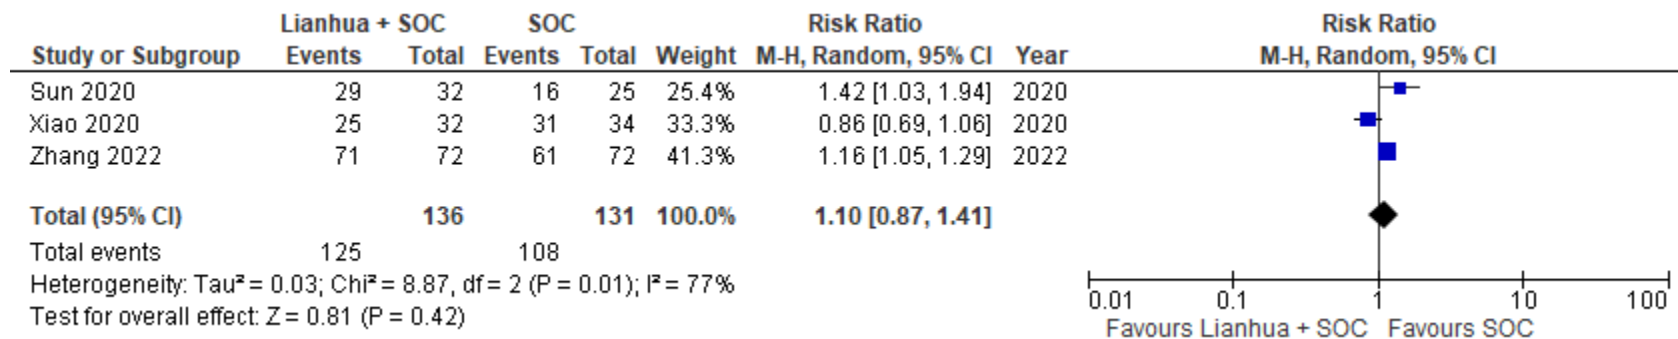 Lianhua + SOC SOC Risk Ratio Risk Ratio
Study or Subgroup Events Total Events Total Weight M-H, Random, 95% CI Year M-H, Random, 95% CI
Sun 2020 29 32 16 25 25.4% 1.42 [1.03, 1.94] 2020
Xiao 2020 25 32 31 34 33.3% 0.86 [0.69, 1.06] 2020
Zhang 2022 71 72 61 72 41.3% 1.16 [1.05, 1.29] 2022
Total (95% CI) 136 131 100.0% 1.10 [0.87, 1.41]
Total events 125 108
Heterogeneity: Tau² = 0.03; Chi² = 8.87, df = 2 (P = 0.01); I² = 77%
Test for overall effect: Z = 0.81 (P = 0.42)
0.01 0.1 1 10 100
Favours Lianhua + SOC Favours SOC